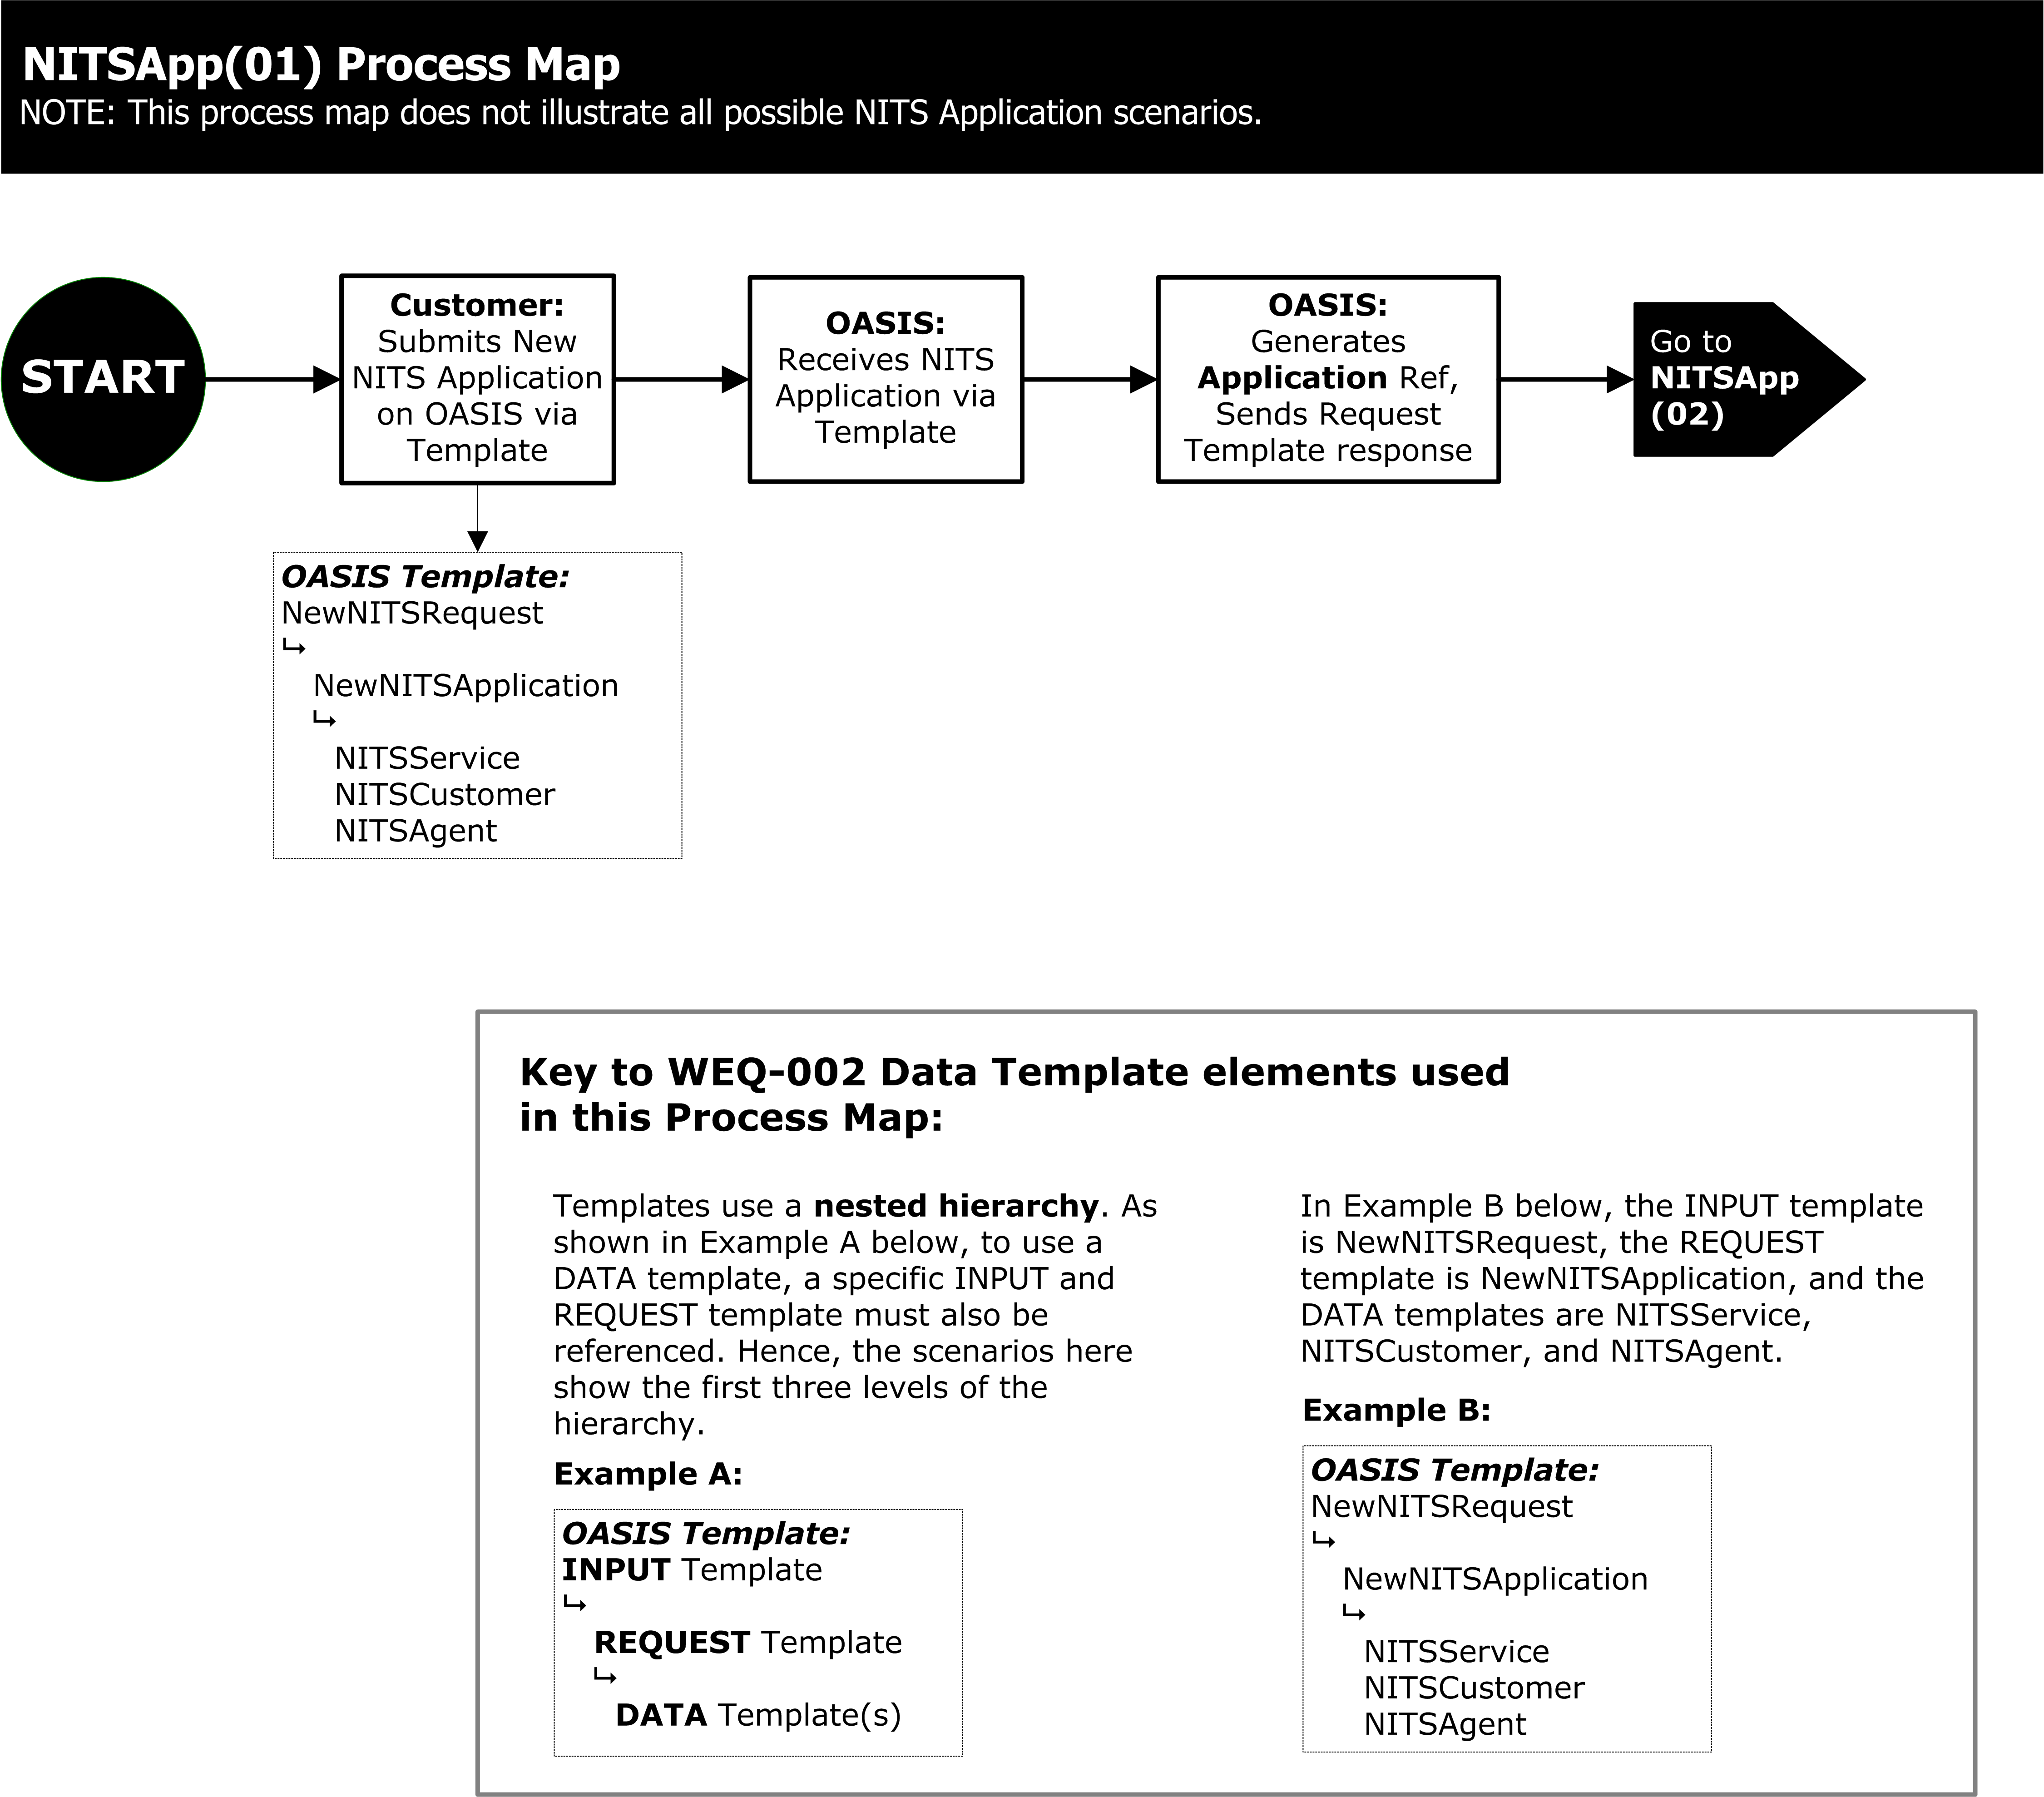 NITSApp(01) Process Map
NOTE: This process map does not illustrate all possible NITS Application scenarios.
START
Customer:
Submits New
NITS Application
on OASIS via
Template
OASIS:
Receives NITS
Application via
Template
OASIS:
Generates
Application Ref,
Sends Request
Template response
Go to
NITSApp
(02)
OASIS Template:
NewNITSRequest
NewNITSApplication
NITSService
NITSCustomer
NITSAgent
Key to WEQ-002 Data Template elements used
in this Process Map:
Templates use a nested hierarchy. As
shown in Example A below, to use a
DATA template, a specific INPUT and
REQUEST template must also be
referenced. Hence, the scenarios here
show the first three levels of the
hierarchy.
Example A:
OASIS Template:
INPUT Template
REQUEST Template
DATA Template(s)
In Example B below, the INPUT template
is NewNITSRequest, the REQUEST
template is NewNITSApplication, and the
DATA templates are NITSService,
NITSCustomer, and NITSAgent.
Example B:
OASIS Template:
NewNITSRequest
NewNITSApplication
NITSService
NITSCustomer
NITSAgent